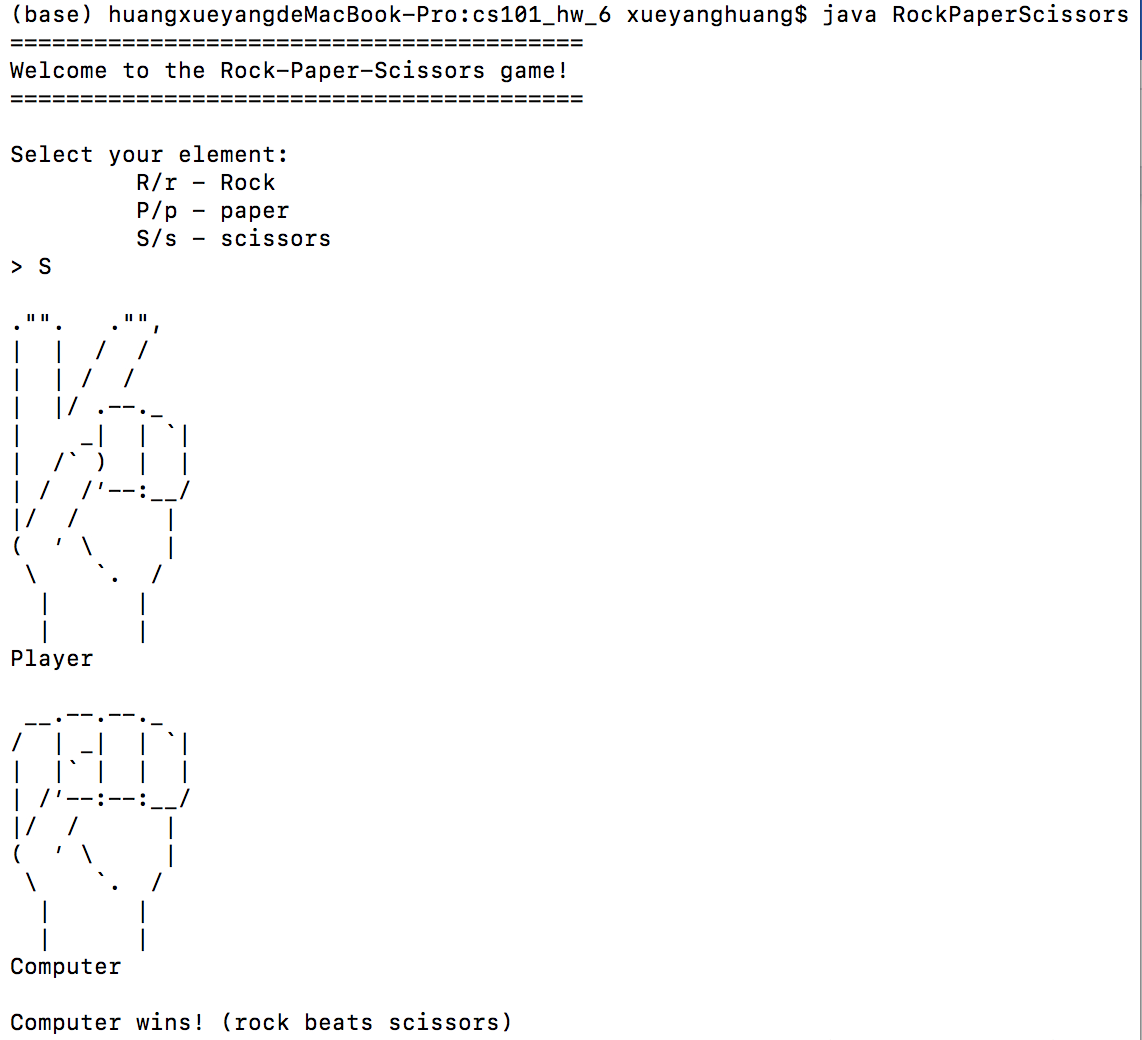 (base) huangxueyangdeMacBook-Pro:cs101_hw_6 xueyanghuang$ java RockPaperScissors
=========================================
Welcome to the Rock-Paper-Scissors game!
=========================================
Select your element:
         R/r - Rock
         P/p - paper
         S/s - scissors
> S
."".   ."",
|  |  /  /
|  | /  /
|  |/ .--._
|    _|  | `|
|  /` )  |  |
| /  /'--:__/
|/  /      |
(  ' \     |
 \    `.  /
  |      |
  |      |
Player
 __.--.--._
/  | _|  | `|
|  |` |  |  |
| /'--:--:__/
|/  /      |
(  ' \     |
 \    `.  /
  |      |
  |      |
Computer
Computer wins! (rock beats scissors)